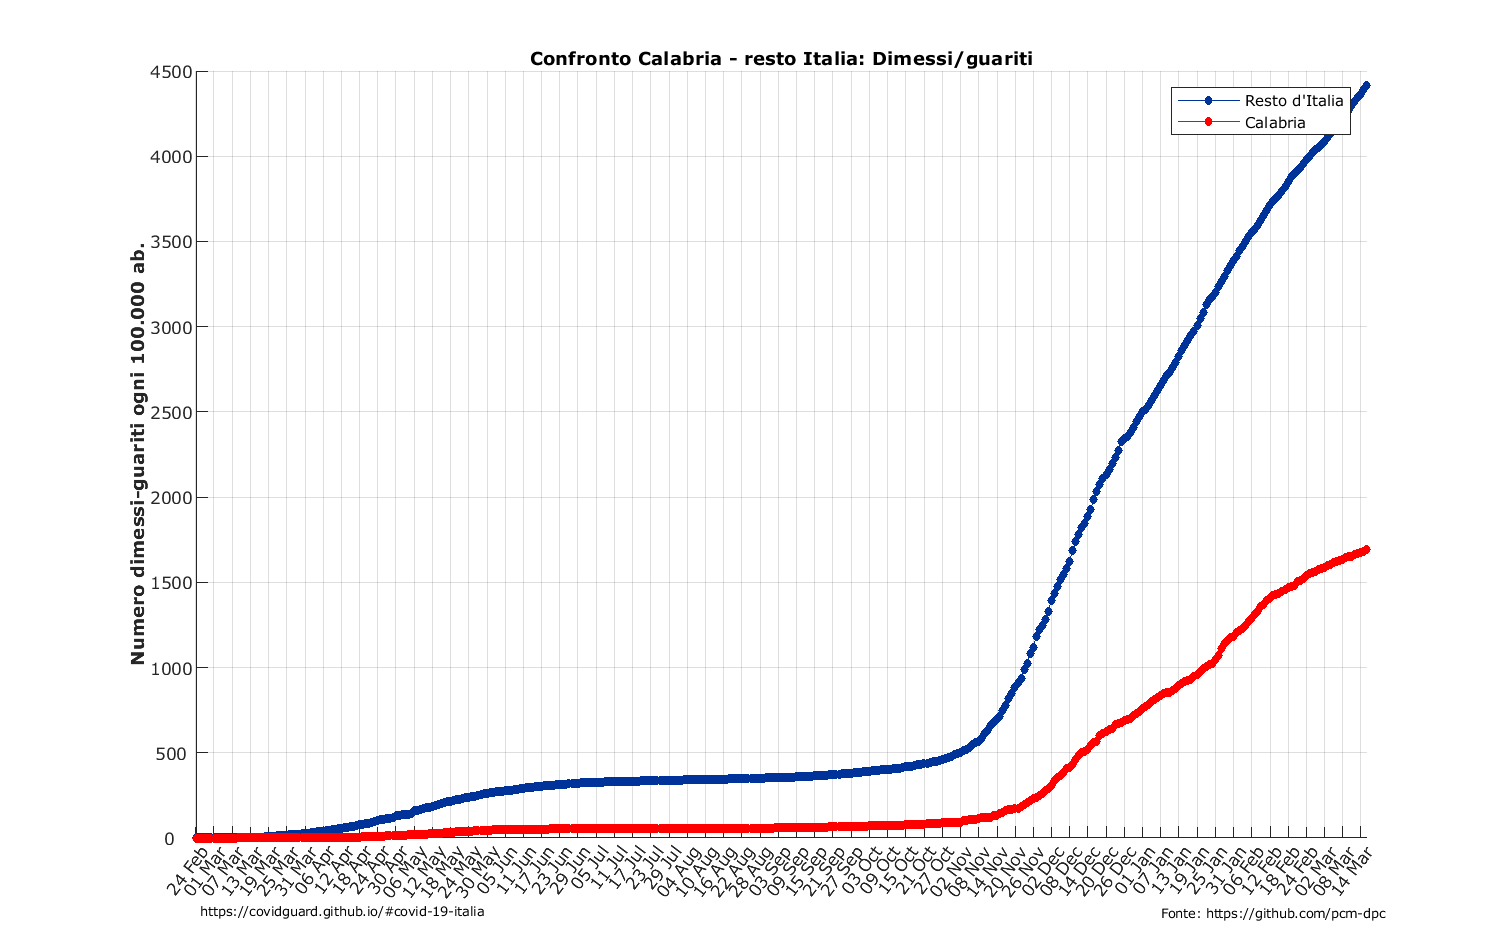 Confronto Calabria - resto Italia: Dimessi/guariti
Numero dimessi-guariti ogni 100.000 ab.
4500
4000
3500
3000
2500
2000
1500
1000
500
0
Resto d'Italia
Calabria
24 Feb
01 Mar
07 Mar
13 Mar
19 Mar
25 Mar
31 Mar
06 Apr
12 Apr
18 Apr
24 Apr
30 Apr
06 May
12 May
18 May
24 May
30 May
05 Jun
11 Jun
17 Jun
23 Jun
29 Jun
05 Jul
11 Jul
17 Jul
23 Jul
29 Jul
04 Aug
10 Aug
16 Aug
22 Aug
28 Aug
03 Sep
09 Sep
15 Sep
21 Sep
27 Sep
03 Oct
09 Oct
15 Oct
21 Oct
27 Oct
02 Nov
08 Nov
14 Nov
20 Nov
26 Nov
02 Dec
08 Dec
14 Dec
20 Dec
26 Dec
01 Jan
07 Jan
13 Jan
19 Jan
25 Jan
31 Jan
06 Feb
12 Feb
18 Feb
24 Feb
02 Mar
08 Mar
14 Mar
https://covidguard.github.io/#covid-19-italia
Fonte: https://github.com/pcm-dpc